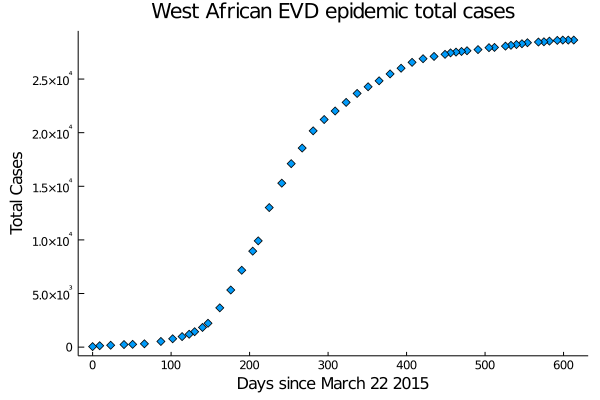 West African EVD epidemic total cases
Total Cases
2.5×10⁴
2.0×10⁴
1.5×10⁴
1.0×10⁴
5.0×10³
0
0 100 200 300 400 500 600
Days since March 22 2015